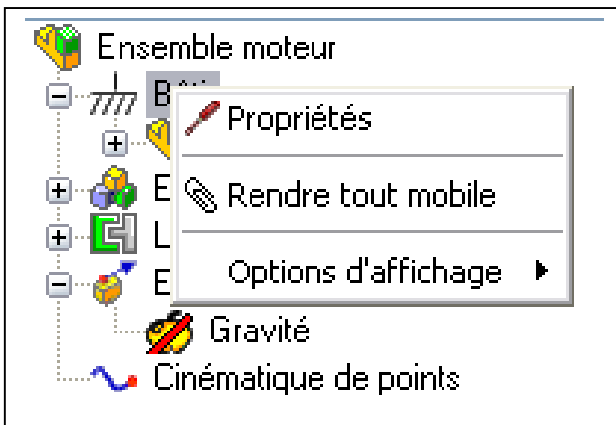 Ensemble moteur
Propriétés
Rendre tout mobile
Options d'affichage
Gravité
Cinématique de points